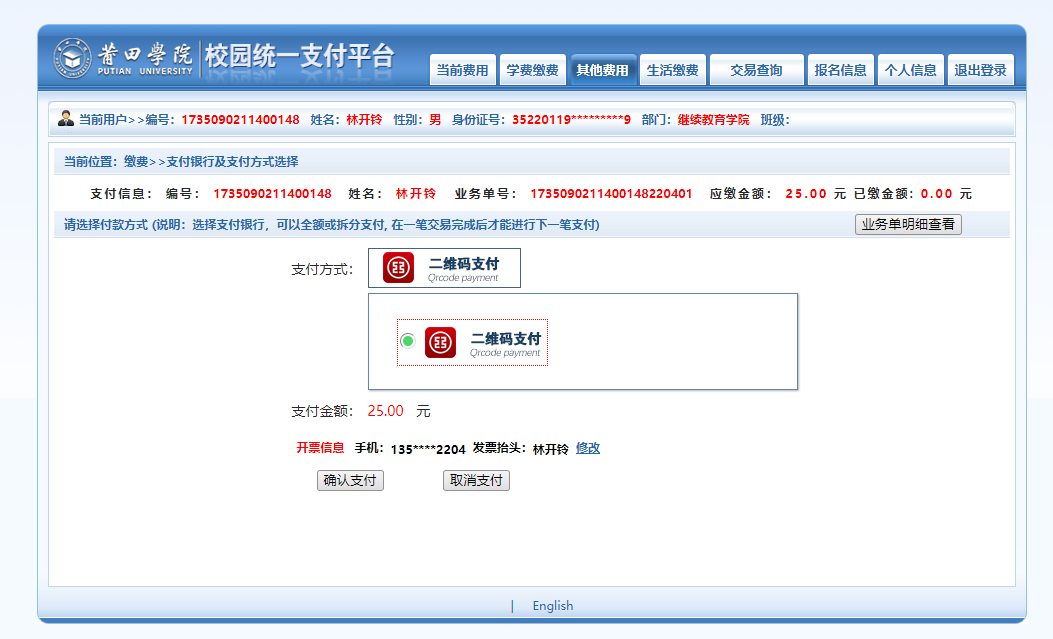 莆田学院 校园统一支付平台
PUTIAN UNIVERSITY
当前费用 学费缴费 其他费用 生活缴费 交易查询 报名信息 个人信息 退出登录
当前用户>>编号：1735090211400148 姓名：林开铃 性别：男 身份证号：35220119*********9 部门：继续教育学院 班级：
当前位置：缴费>>支付银行及支付方式选择
支付信息： 编号： 1735090211400148 姓名： 林开铃 业务单号： 1735090211400148220401 应缴金额： 25.00 元 已缴金额：0.00 元
请选择付款方式 (说明：选择支付银行，可以全额或拆分支付, 在一笔交易完成后才能进行下一笔支付) 业务单明细查看
支付方式： 二维码支付
Qrcode payment
二维码支付
Qrcode payment
支付金额： 25.00 元
开票信息 手机：135****2204 发票抬头：林开铃 修改
确认支付 取消支付
| English